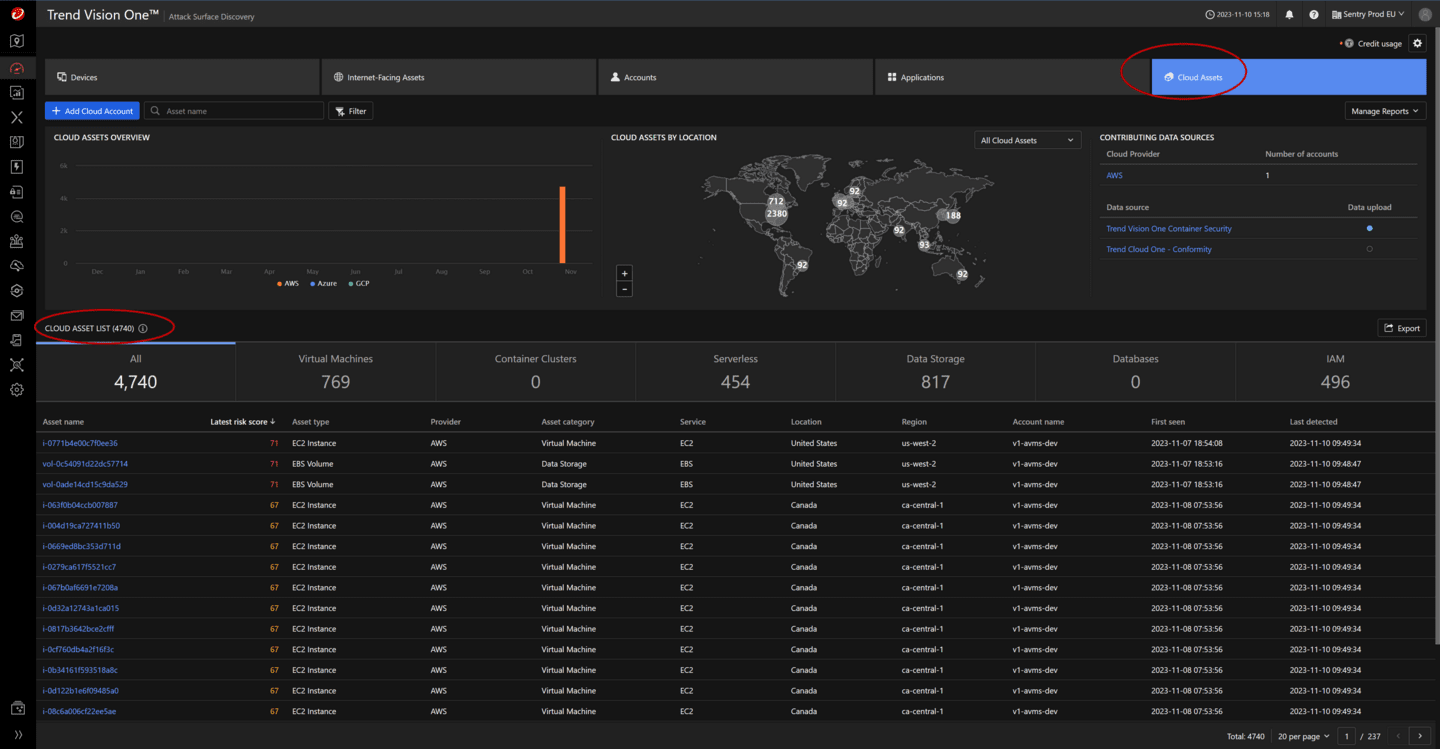 Trend Vision One™ | Attack Surface Discovery
2023-11-10 15:18
Sentry Prod EU
Credit usage
Devices
Internet-Facing Assets
Accounts
Applications
Cloud Assets
+ Add Cloud Account
Asset name
Filter
Manage Reports
CLOUD ASSETS OVERVIEW
6k
4k
2k
0
Dec Jan Feb Mar Apr May Jun Jul Aug Sep Oct Nov
AWS Azure GCP
CLOUD ASSETS BY LOCATION
All Cloud Assets
712
2380
92
92
188
92
93
92
92
+
−
CONTRIBUTING DATA SOURCES
Cloud Provider Number of accounts
AWS 1
Data source Data upload
Trend Vision One Container Security
Trend Cloud One - Conformity
CLOUD ASSET LIST (4740)
Export
All Virtual Machines Container Clusters Serverless Data Storage Databases IAM
4,740 769 0 454 817 0 496
Asset name Latest risk score ↓ Asset type Provider Asset category Service Location Region Account name First seen Last detected
i-0771b4e00c7f0ee36 71 EC2 Instance AWS Virtual Machine EC2 United States us-west-2 v1-avms-dev 2023-11-07 18:54:08 2023-11-10 09:49:34
vol-0c54091d22dc57714 71 EBS Volume AWS Data Storage EBS United States us-west-2 v1-avms-dev 2023-11-07 18:53:16 2023-11-10 09:48:47
vol-0ade14cd15c9da529 71 EBS Volume AWS Data Storage EBS United States us-west-2 v1-avms-dev 2023-11-07 18:53:16 2023-11-10 09:48:47
i-063f0b04ccb007887 67 EC2 Instance AWS Virtual Machine EC2 Canada ca-central-1 v1-avms-dev 2023-11-08 07:53:56 2023-11-10 09:49:34
i-004d19ca727411b50 67 EC2 Instance AWS Virtual Machine EC2 Canada ca-central-1 v1-avms-dev 2023-11-08 07:53:56 2023-11-10 09:49:34
i-0669ed8bc353d711d 67 EC2 Instance AWS Virtual Machine EC2 Canada ca-central-1 v1-avms-dev 2023-11-08 07:53:56 2023-11-10 09:49:34
i-0279ca617f5521cc7 67 EC2 Instance AWS Virtual Machine EC2 Canada ca-central-1 v1-avms-dev 2023-11-08 07:53:56 2023-11-10 09:49:34
i-067b0af6691e7208a 67 EC2 Instance AWS Virtual Machine EC2 Canada ca-central-1 v1-avms-dev 2023-11-08 07:53:56 2023-11-10 09:49:34
i-0d32a12743a1ca015 67 EC2 Instance AWS Virtual Machine EC2 Canada ca-central-1 v1-avms-dev 2023-11-08 07:53:56 2023-11-10 09:49:34
i-0817b3642bce2cfff 67 EC2 Instance AWS Virtual Machine EC2 Canada ca-central-1 v1-avms-dev 2023-11-08 07:53:56 2023-11-10 09:49:34
i-0cf760db4a2f16f3c 67 EC2 Instance AWS Virtual Machine EC2 Canada ca-central-1 v1-avms-dev 2023-11-08 07:53:56 2023-11-10 09:49:34
i-0b34161f593518a8c 67 EC2 Instance AWS Virtual Machine EC2 Canada ca-central-1 v1-avms-dev 2023-11-08 07:53:56 2023-11-10 09:49:34
i-0d122b1e6f09485a0 67 EC2 Instance AWS Virtual Machine EC2 Canada ca-central-1 v1-avms-dev 2023-11-08 07:53:56 2023-11-10 09:49:34
i-08c6a006cf22ee5ae 67 EC2 Instance AWS Virtual Machine EC2 Canada ca-central-1 v1-avms-dev 2023-11-08 07:53:56 2023-11-10 09:49:34
Total: 4740 20 per page 1 / 237